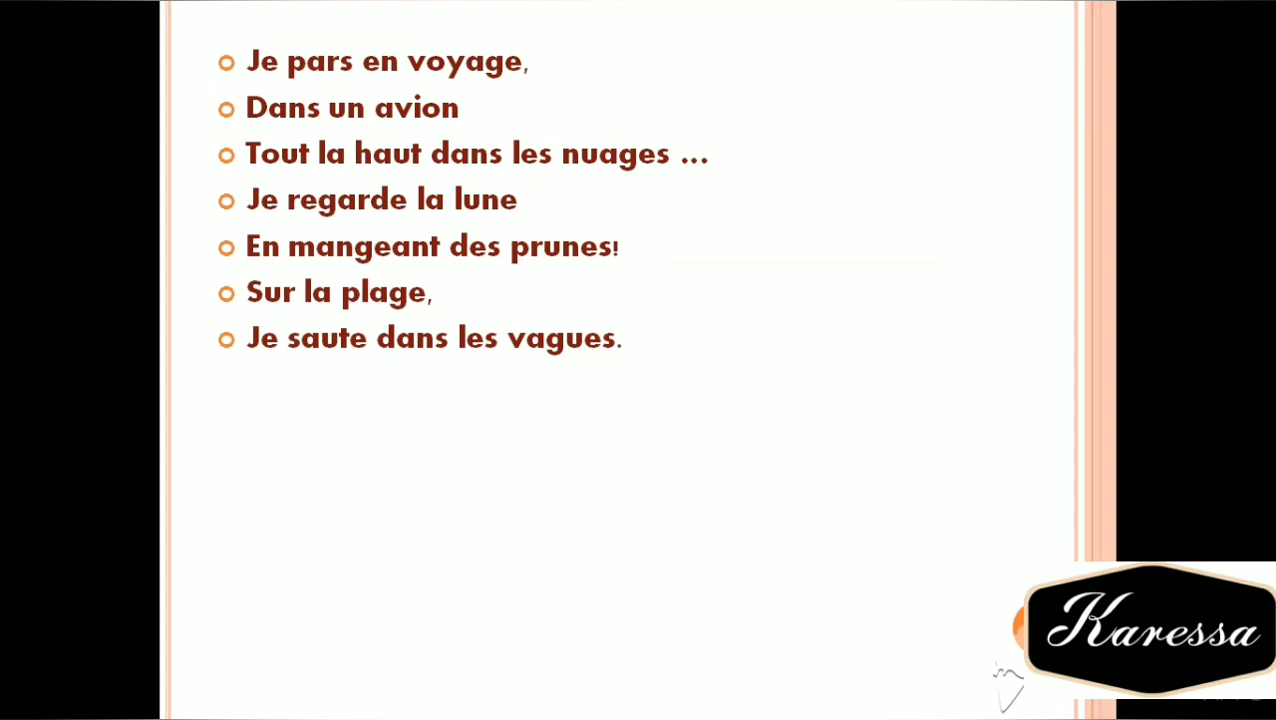 Je pars en voyage,
Dans un avion
Tout la haut dans les nuages ...
Je regarde la lune
En mangeant des prunes!
Sur la plage,
Je saute dans les vagues.
Karessa